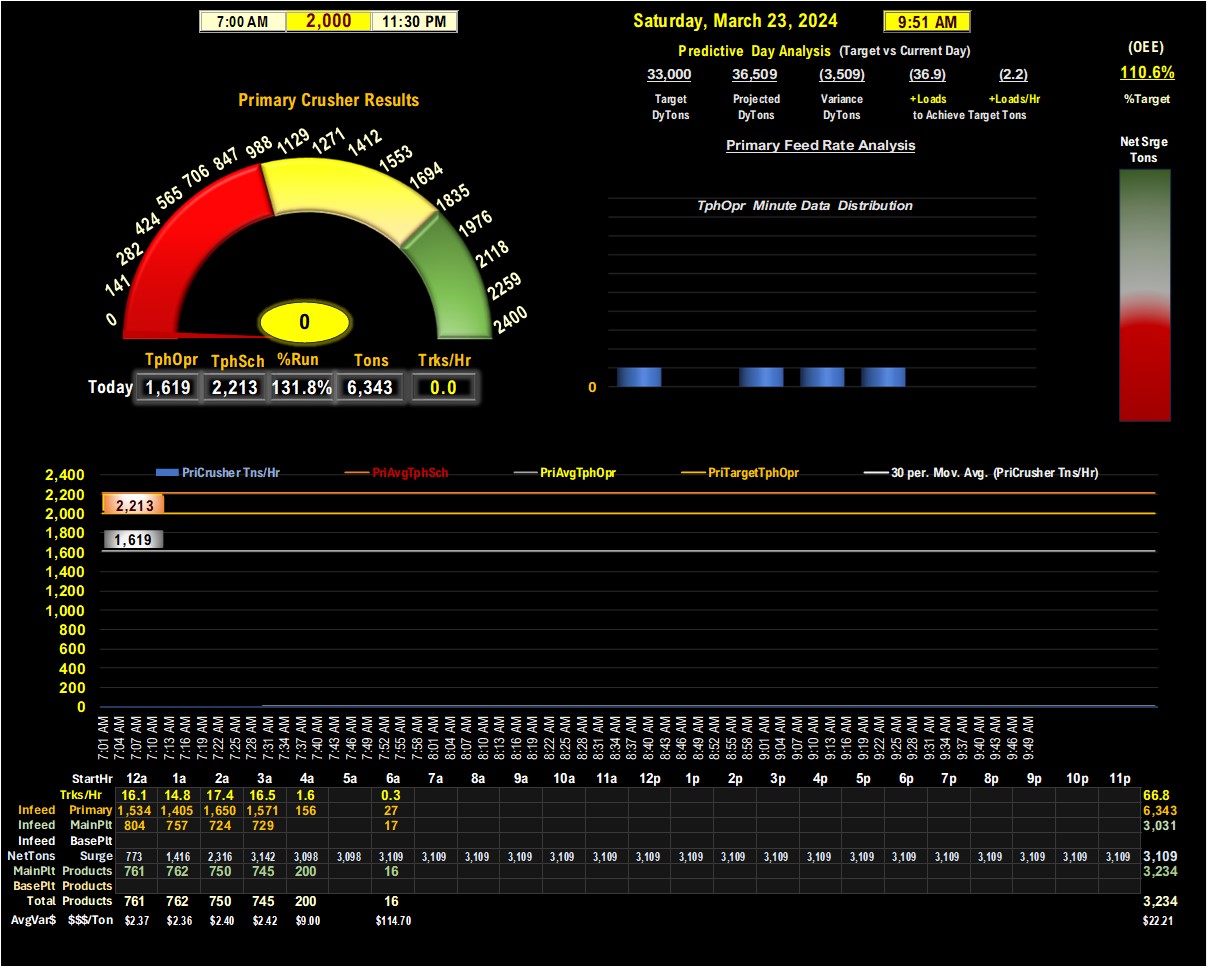 7:00 AM 2,000 11:30 PM
Saturday, March 23, 2024 9:51 AM
Predictive Day Analysis (Target vs Current Day)
(OEE)
33,000 36,509 (3,509) (36.9) (2.2)
110.6%
Target Projected Variance +Loads +Loads/Hr
%Target
DyTons DyTons DyTons to Achieve Target Tons
Primary Crusher Results
Primary Feed Rate Analysis
Net Srge
Tons
0 141 282 424 565 706 847 988 1129 1271 1412 1553 1694 1835 1976 2118 2259 2400
0
TphOpr TphSch %Run Tons Trks/Hr
Today 1,619 2,213 131.8% 6,343 0.0
TphOpr Minute Data Distribution
0
PriCrusher Tns/Hr PriAvgTphSch PriAvgTphOpr PriTargetTphOpr 30 per. Mov. Avg. (PriCrusher Tns/Hr)
2,400
2,200
2,213
2,000
1,800
1,619
1,600
1,400
1,200
1,000
800
600
400
200
0
7:01 AM 7:04 AM 7:07 AM 7:10 AM 7:13 AM 7:16 AM 7:19 AM 7:22 AM 7:25 AM 7:28 AM 7:31 AM 7:34 AM 7:37 AM 7:40 AM 7:43 AM 7:46 AM 7:49 AM 7:52 AM 7:55 AM 7:58 AM 8:01 AM 8:04 AM 8:07 AM 8:10 AM 8:13 AM 8:16 AM 8:19 AM 8:22 AM 8:25 AM 8:28 AM 8:31 AM 8:34 AM 8:37 AM 8:40 AM 8:43 AM 8:46 AM 8:49 AM 8:52 AM 8:55 AM 8:58 AM 9:01 AM 9:04 AM 9:07 AM 9:10 AM 9:13 AM 9:16 AM 9:19 AM 9:22 AM 9:25 AM 9:28 AM 9:31 AM 9:34 AM 9:37 AM 9:40 AM 9:43 AM 9:46 AM 9:49 AM
StartHr 12a 1a 2a 3a 4a 5a 6a 7a 8a 9a 10a 11a 12p 1p 2p 3p 4p 5p 6p 7p 8p 9p 10p 11p
Trks/Hr 16.1 14.8 17.4 16.5 1.6 0.3 66.8
Infeed Primary 1,534 1,405 1,650 1,571 156 27 6,343
Infeed MainPlt 804 757 724 729 17 3,031
Infeed BasePlt
NetTons Surge 773 1,416 2,316 3,142 3,098 3,098 3,109 3,109 3,109 3,109 3,109 3,109 3,109 3,109 3,109 3,109 3,109 3,109 3,109 3,109 3,109 3,109 3,109 3,109 3,109
MainPlt Products 761 762 750 745 200 16 3,234
BasePlt Products
Total Products 761 762 750 745 200 16 3,234
AvgVar$ $$$/Ton $2.37 $2.36 $2.40 $2.42 $9.00 $114.70 $22.21